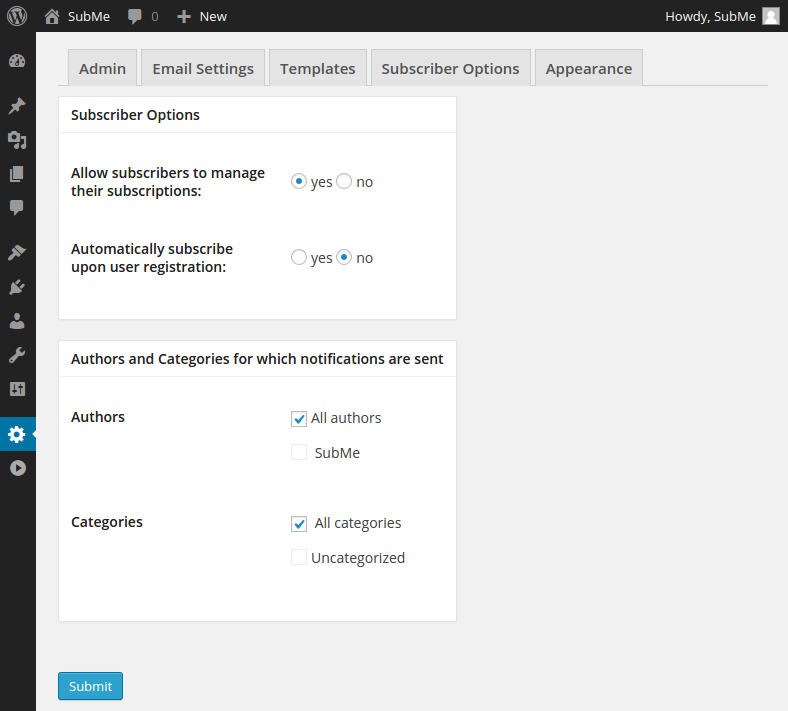 SubMe 0 New Howdy, SubMe
Admin Email Settings Templates Subscriber Options Appearance
Subscriber Options
Allow subscribers to manage
their subscriptions:
yes no
Automatically subscribe
upon user registration:
yes no
Authors and Categories for which notifications are sent
Authors
All authors
SubMe
Categories
All categories
Uncategorized
Submit